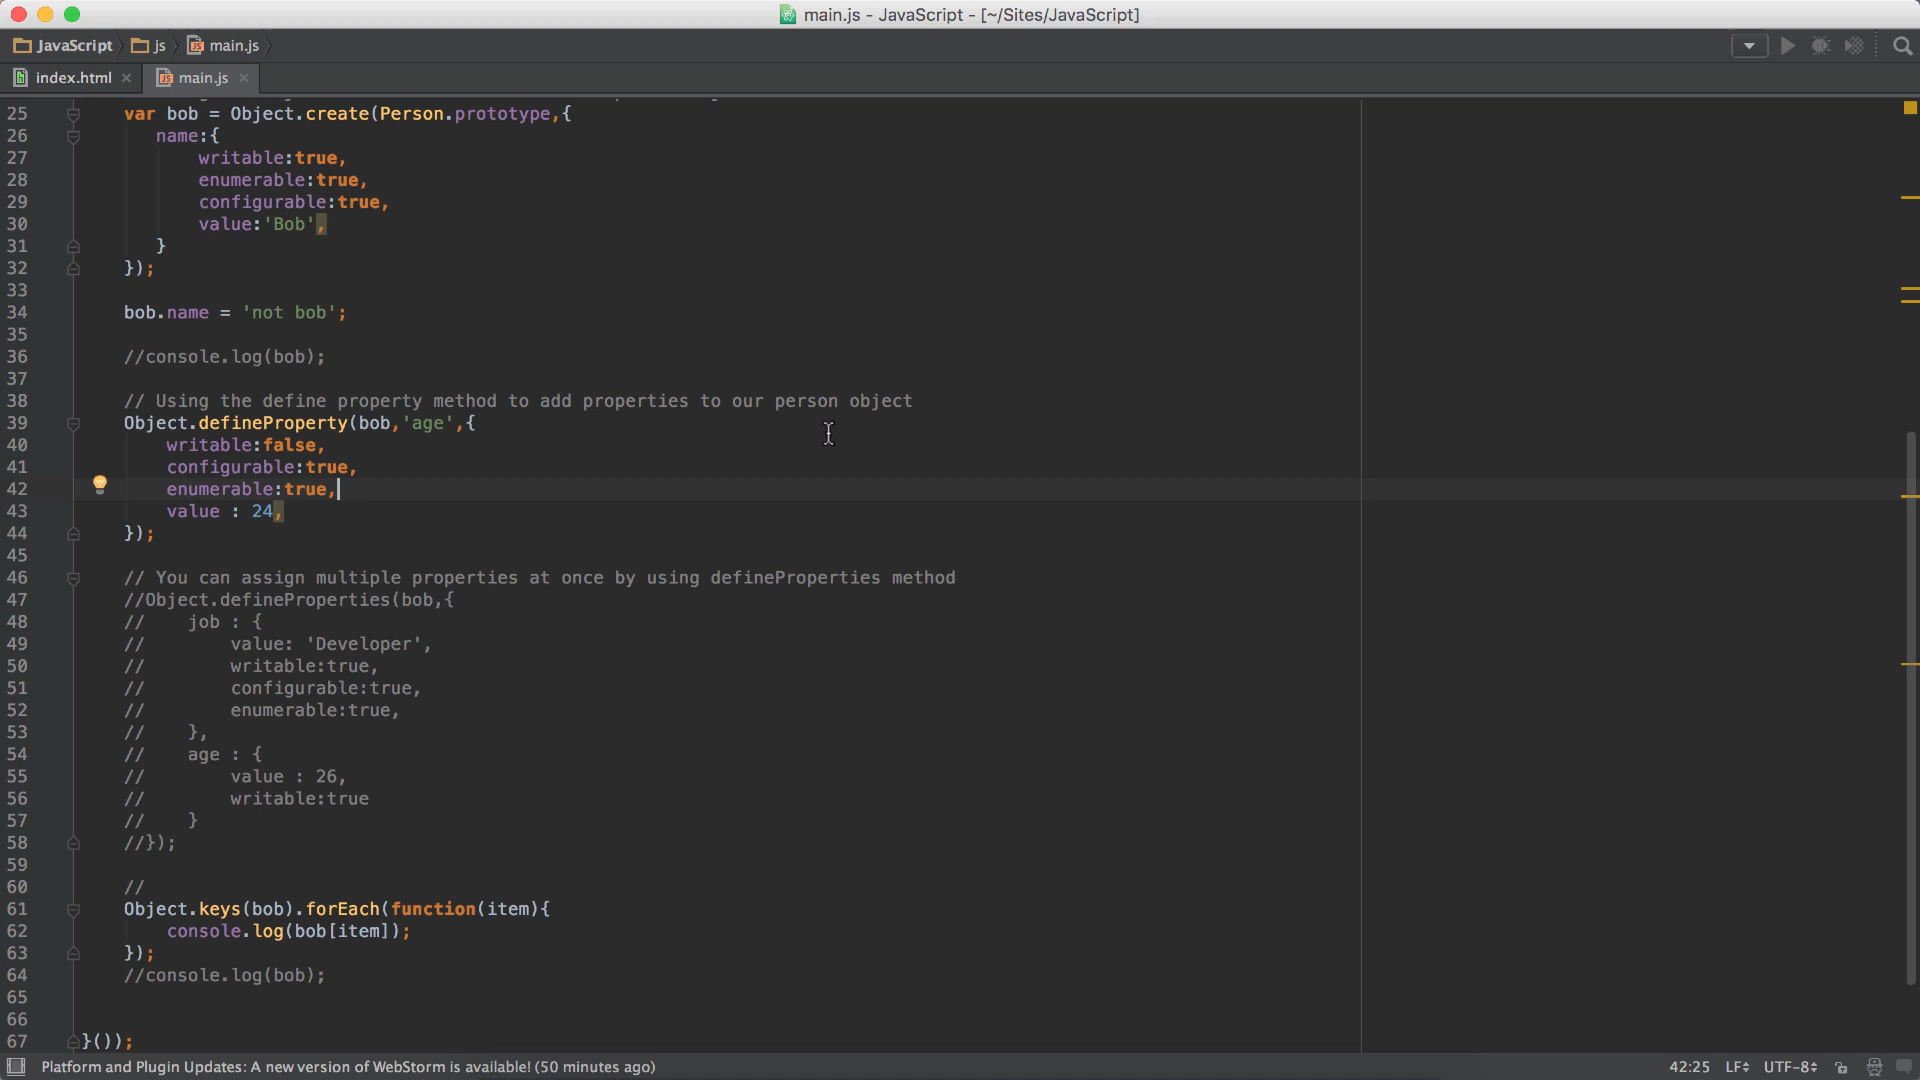 main.js - JavaScript - [~/Sites/JavaScript]
JavaScript js main.js
index.html main.js
25 var bob = Object.create(Person.prototype,{
26 name:{
27 writable:true,
28 enumerable:true,
29 configurable:true,
30 value:'Bob',
31 }
32 });
33
34 bob.name = 'not bob';
35
36 //console.log(bob);
37
38 // Using the define property method to add properties to our person object
39 Object.defineProperty(bob,'age',{
40 writable:false,
41 configurable:true,
42 enumerable:true,
43 value : 24,
44 });
45
46 // You can assign multiple properties at once by using defineProperties method
47 //Object.defineProperties(bob,{
48 // job : {
49 // value: 'Developer',
50 // writable:true,
51 // configurable:true,
52 // enumerable:true,
53 // },
54 // age : {
55 // value : 26,
56 // writable:true
57 // }
58 //});
59
60 //
61 Object.keys(bob).forEach(function(item){
62 console.log(bob[item]);
63 });
64 //console.log(bob);
65
66
67 }());
Platform and Plugin Updates: A new version of WebStorm is available! (50 minutes ago) 42:25 LF UTF-8